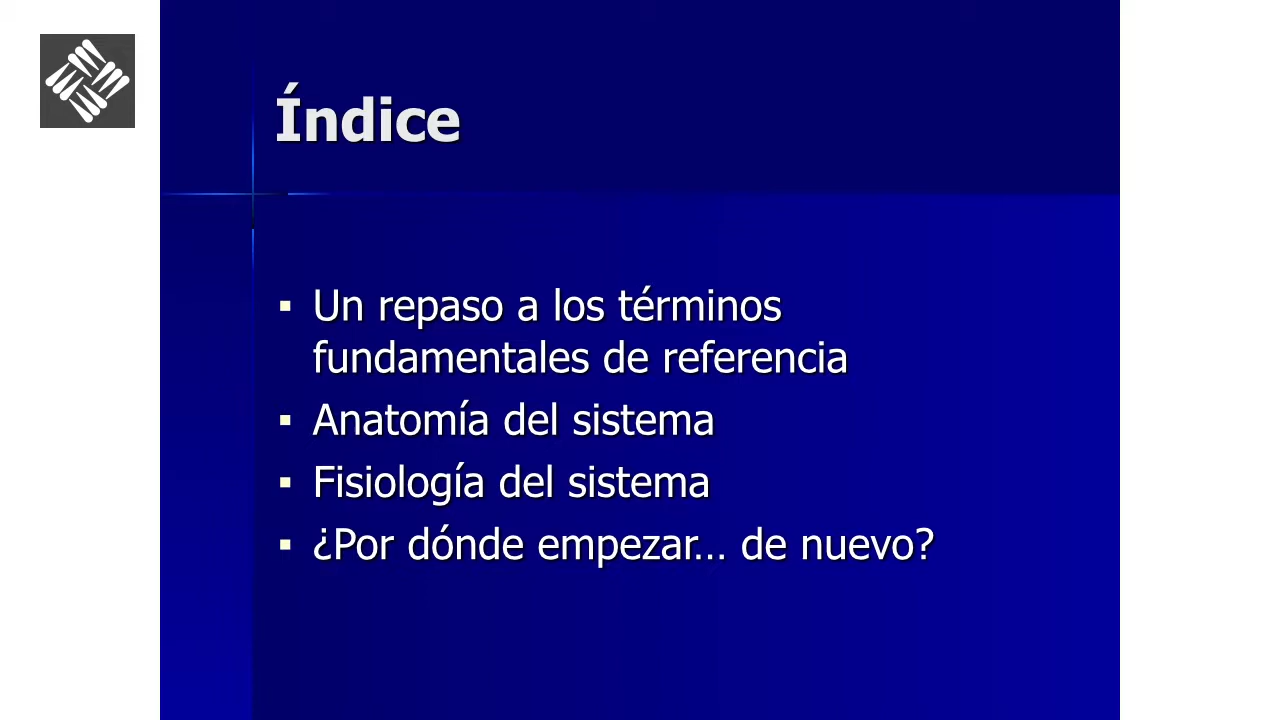 Índice
▪ Un repaso a los términos
fundamentales de referencia
▪ Anatomía del sistema
▪ Fisiología del sistema
▪ ¿Por dónde empezar… de nuevo?